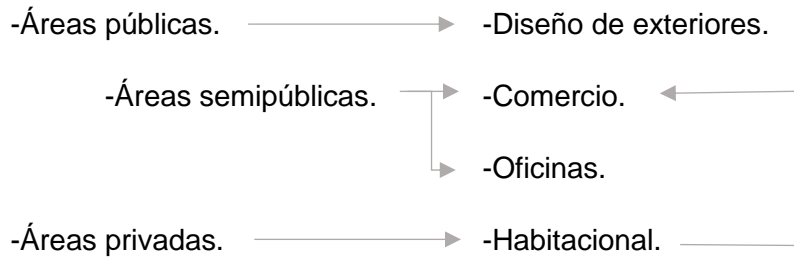 -Áreas públicas. -Diseño de exteriores.
-Áreas semipúblicas. -Comercio.
-Oficinas.
-Áreas privadas. -Habitacional.